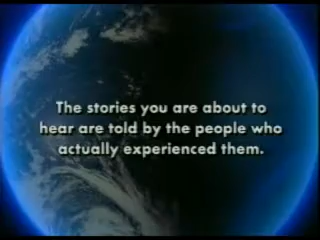 The stories you are about to
hear are told by the people who
actually experienced them.